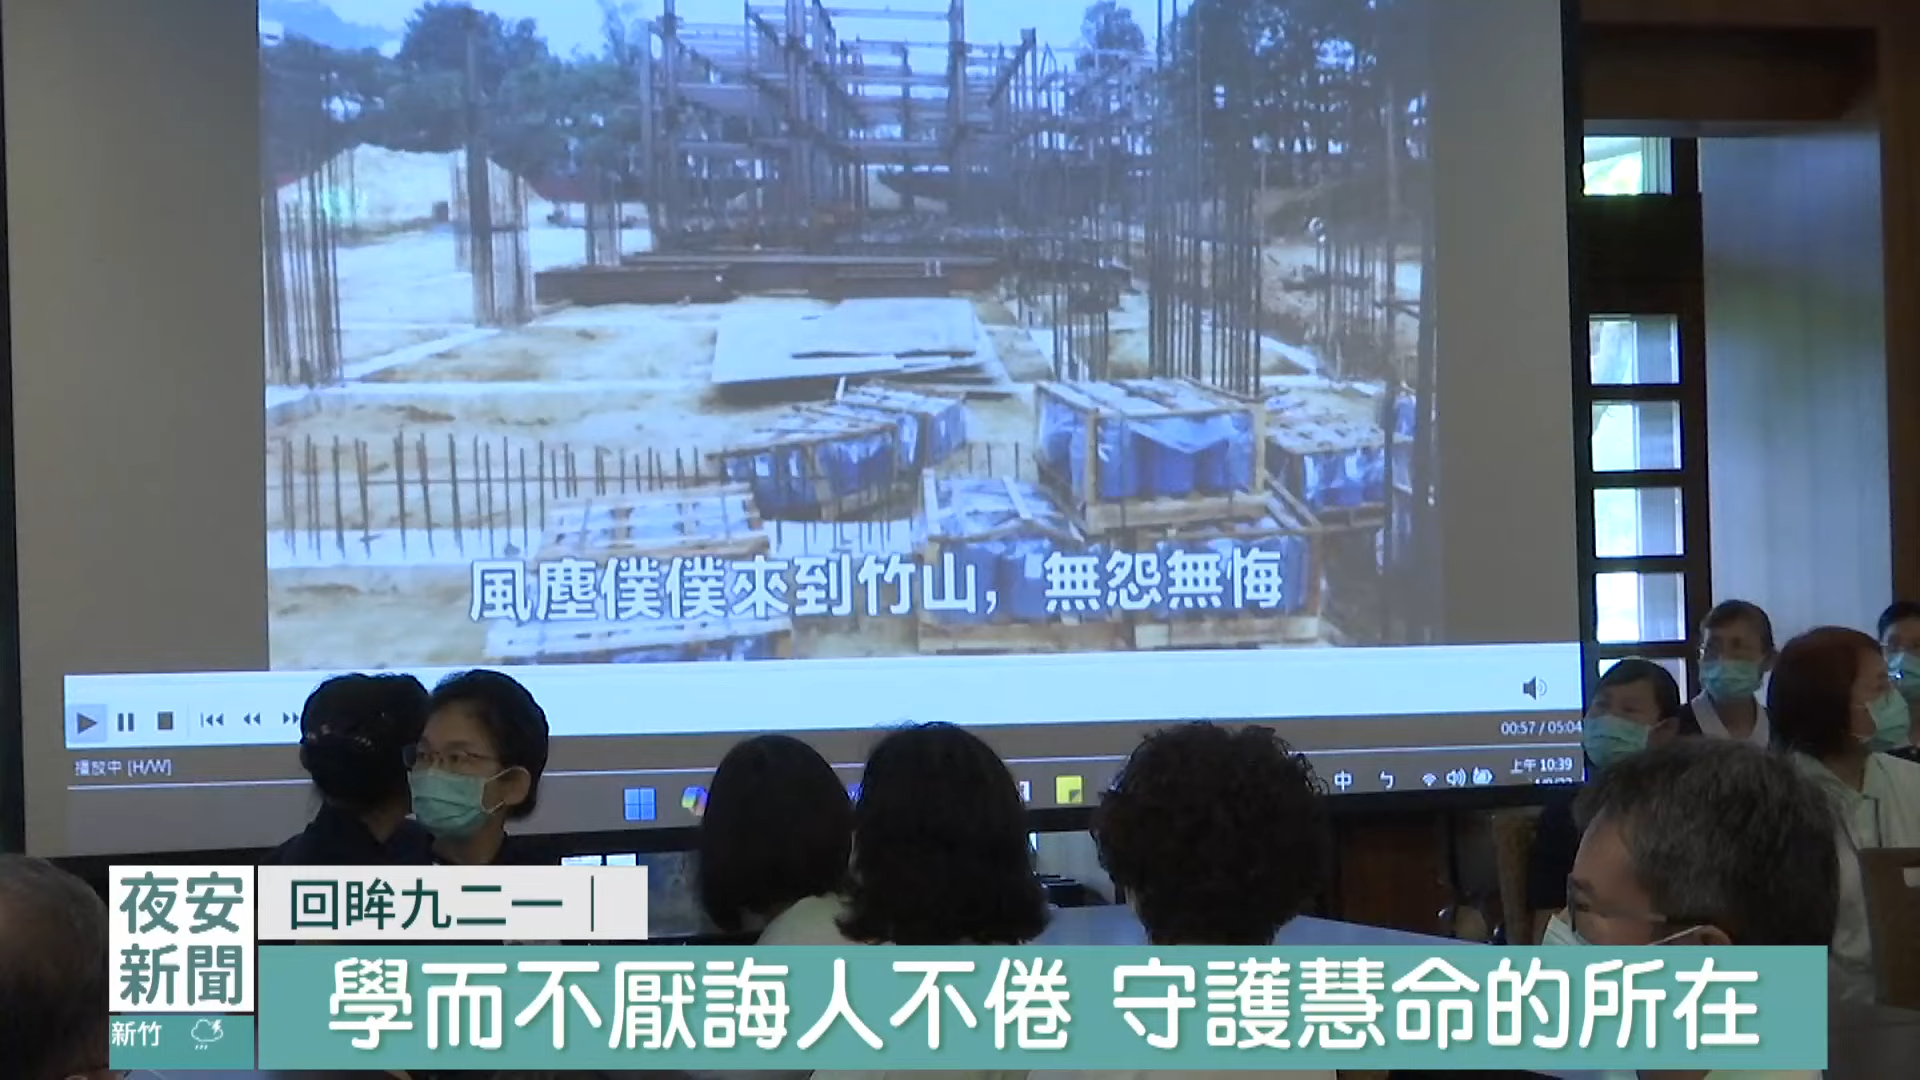 風塵僕僕來到竹山，無怨無悔
00:57 / 05:04
播放中 [H/W]
中 ㄅ 上午 10:39
夜安
新聞
回眸九二一
學而不厭誨人不倦 守護慧命的所在
新竹